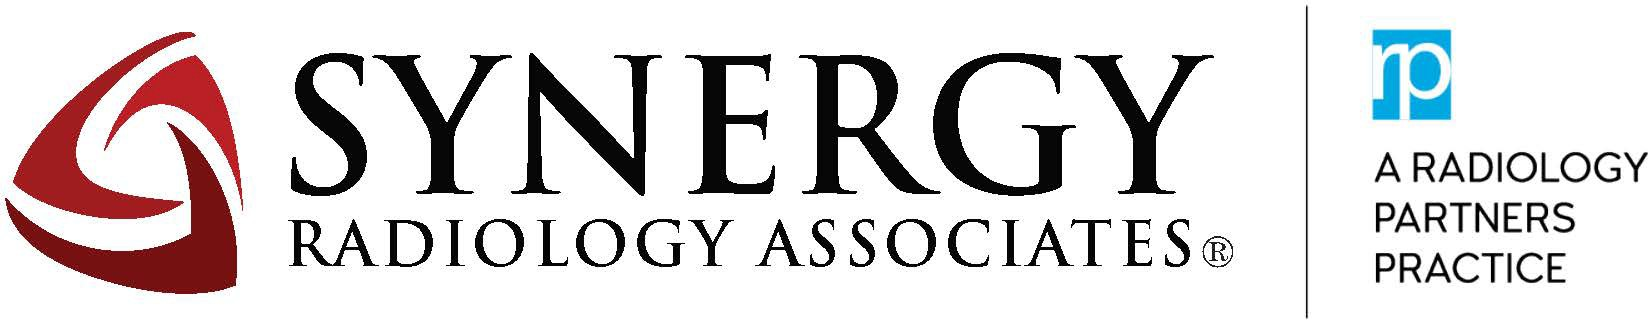 SYNERGY
RADIOLOGY ASSOCIATES®
rp
A RADIOLOGY
PARTNERS
PRACTICE